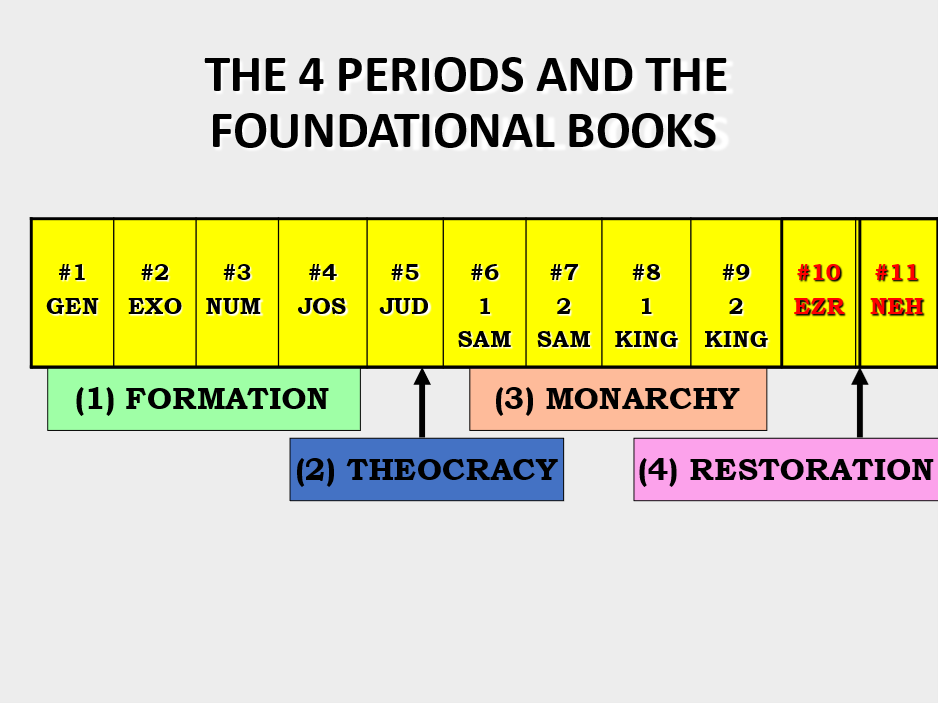 THE 4 PERIODS AND THE
FOUNDATIONAL BOOKS
#1 #2 #3 #4 #5 #6 #7 #8 #9 #10 #11
GEN EXO NUM JOS JUD 1 2 1 2 EZR NEH
SAM SAM KING KING
(1) FORMATION (3) MONARCHY
(2) THEOCRACY (4) RESTORATION